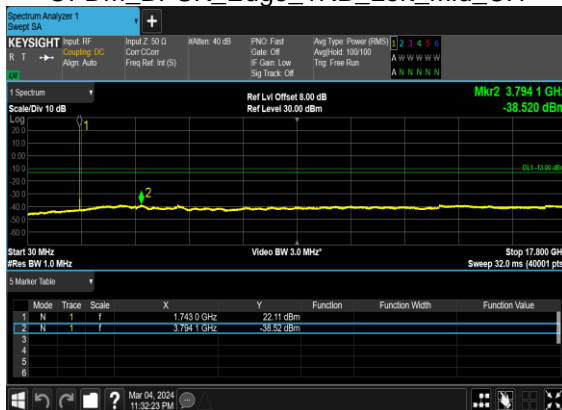 Spectrum Analyzer 1
Swept SA
KEYSIGHT Input: RF Input Z: 50 Ω #Atten: 40 dB PNO: Fast Avg Type: Power (RMS) 1 2 3 4 5 6
R T Coupling: DC Corr CCorr Gate: Off Avg|Hold: 100/100 A W W W W W
Align: Auto Freq Ref: Int (S) IF Gain: Low Trig: Free Run
Sig Track: Off A N N N N N
1 Spectrum
Ref Lvl Offset 8.00 dB Mkr2 3.794 1 GHz
Scale/Div 10 dB Ref Level 30.00 dBm -38.520 dBm
Log
20.0
10.0
0.00
-10.0
-20.0
-30.0
-40.0
-50.0
-60.0
1
2
DL1 -13.00 dBm
Start 30 MHz Video BW 3.0 MHz* Stop 17.800 GHz
#Res BW 1.0 MHz Sweep 32.0 ms (40001 pts)
5 Marker Table
Mode Trace Scale X Y Function Function Width Function Value
1 N 1 f 1.743 0 GHz 22.11 dBm
2 N 1 f 3.794 1 GHz -38.52 dBm
3
4
5
6
? Mar 04, 2024
11:32:23 PM